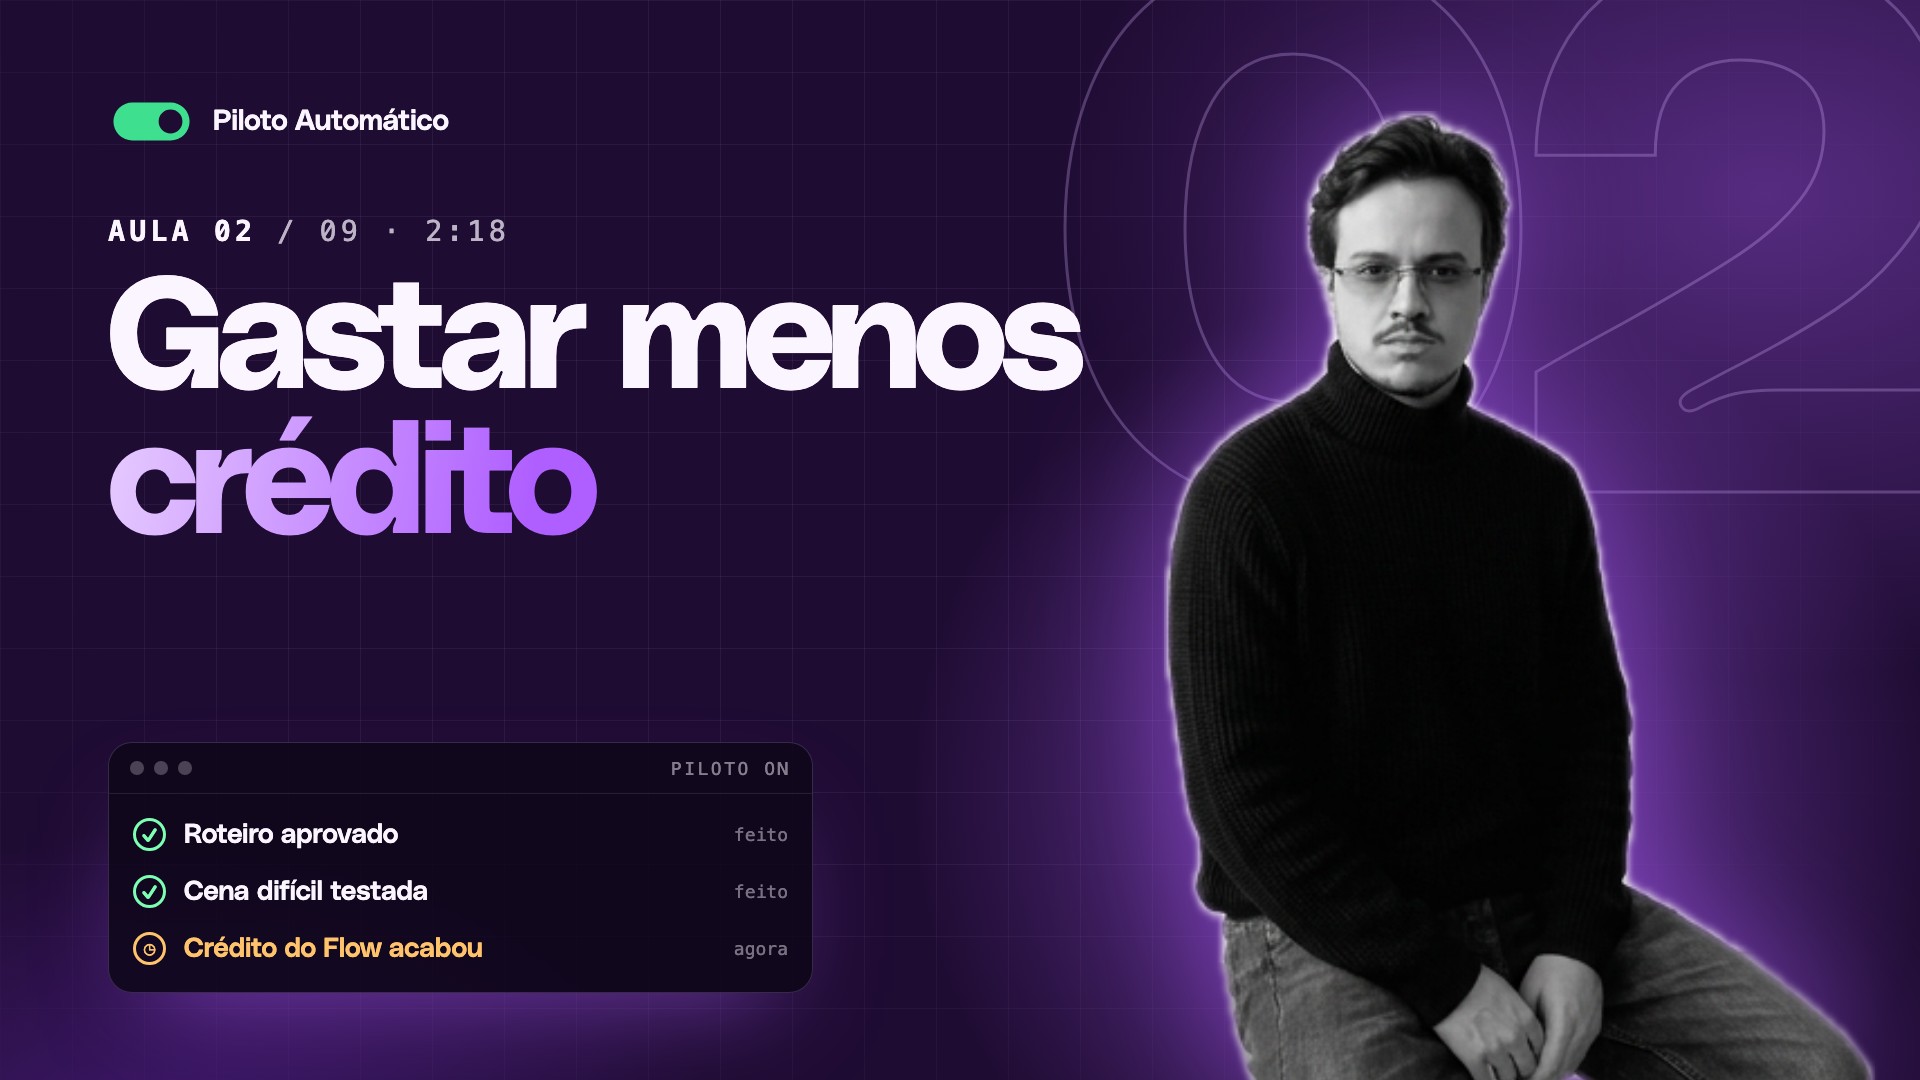 02
Piloto Automático
AULA 02 / 09 · 2:18
Gastar menos
crédito
PILOTO ON
Roteiro aprovado feito
Cena difícil testada feito
Crédito do Flow acabou agora